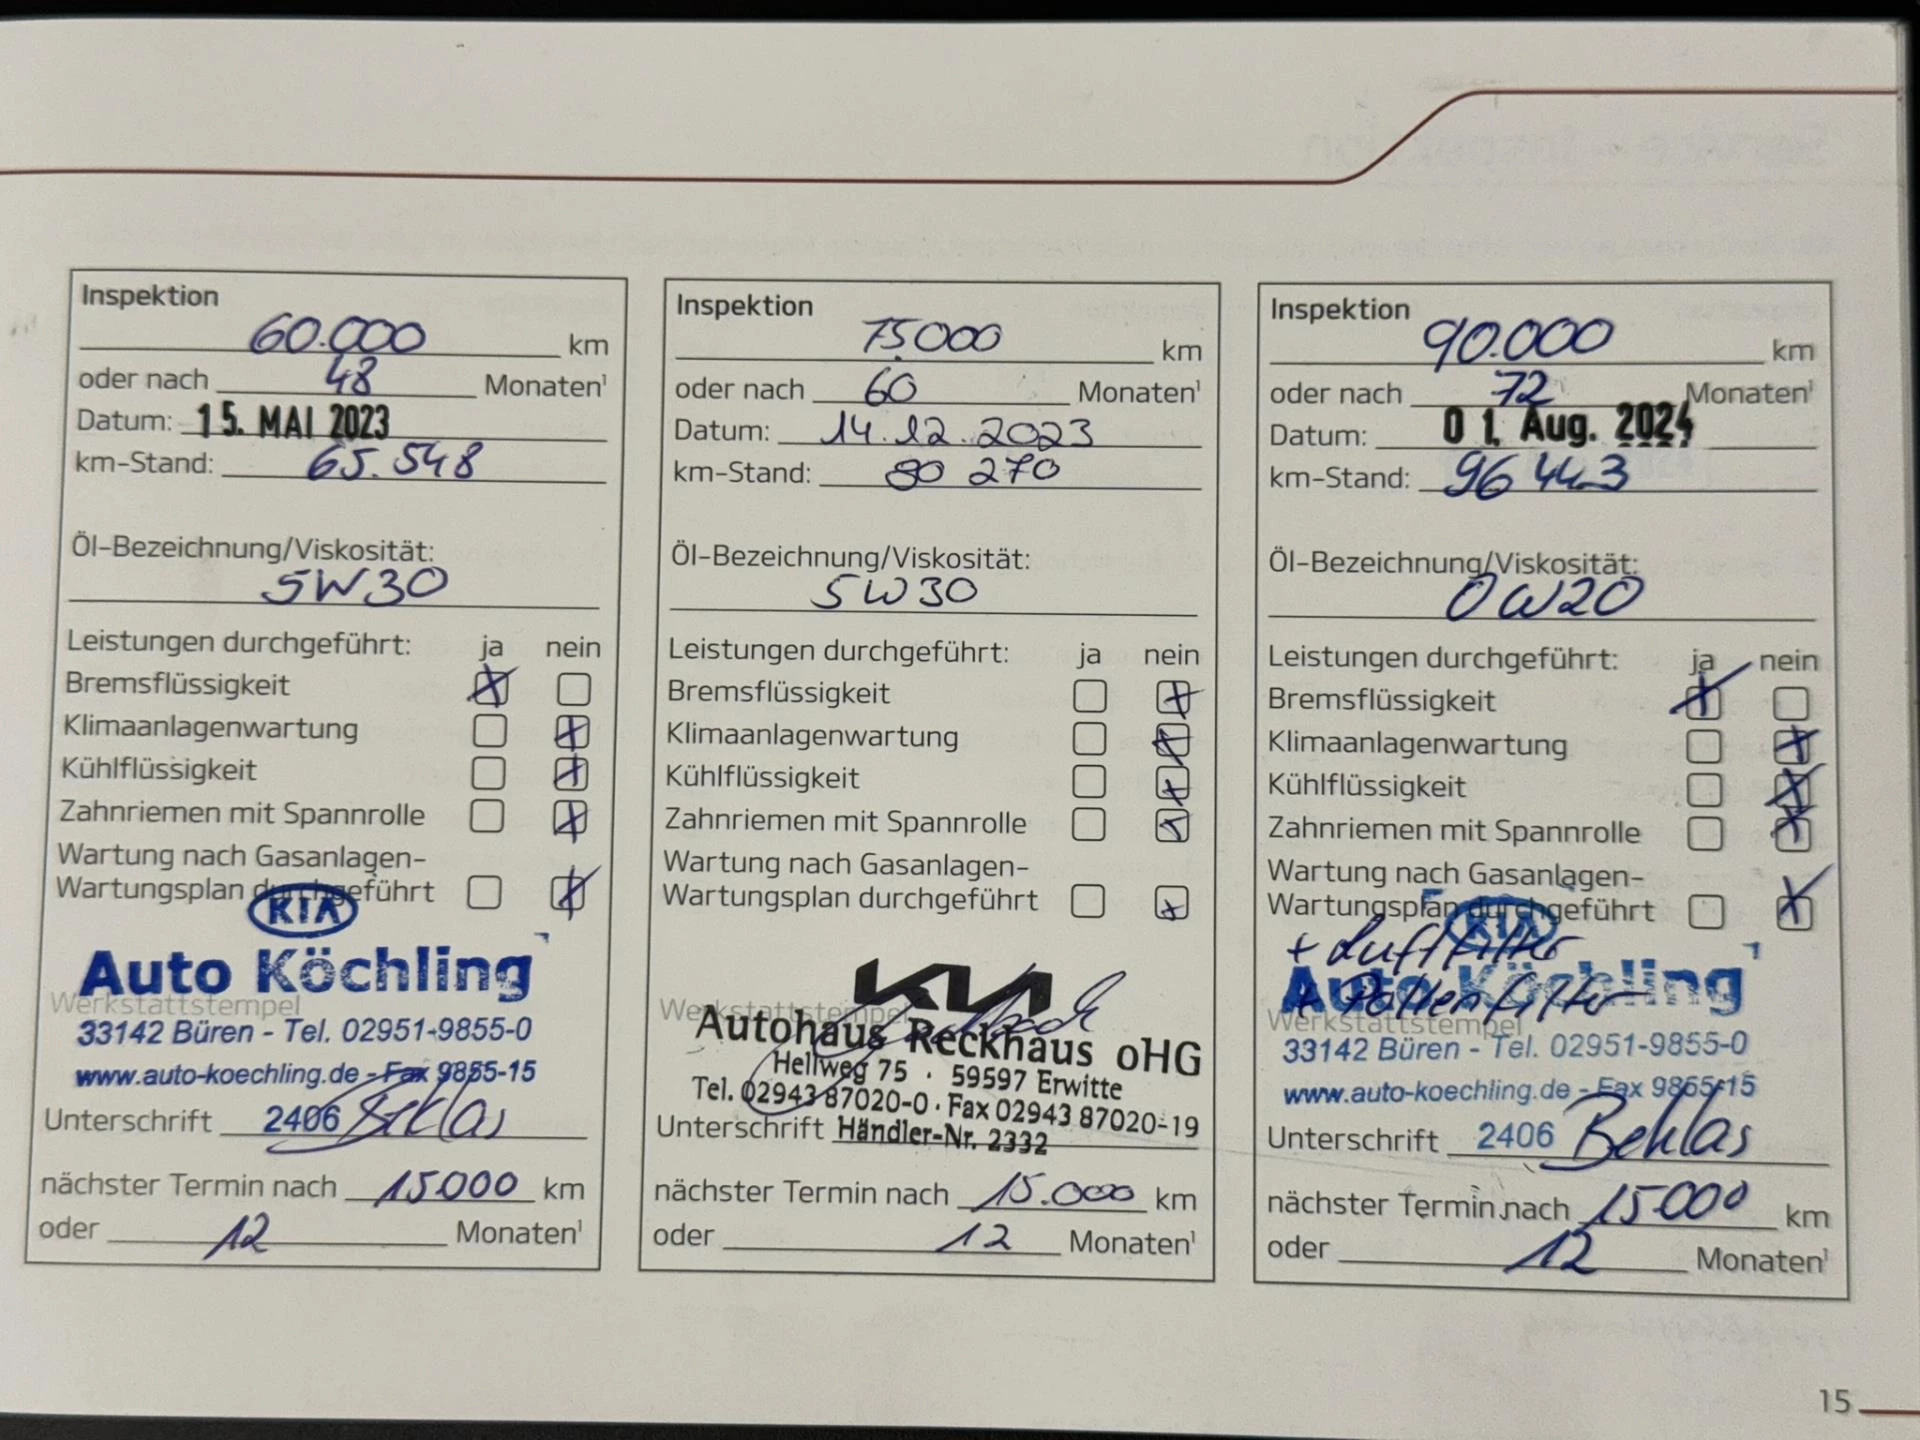 Inspektion
60.000 km
oder nach 48 Monaten¹
Datum: 15. MAI 2023
km-Stand: 65.548
Öl-Bezeichnung/Viskosität:
5W30
Leistungen durchgeführt: ja nein
Bremsflüssigkeit
Klimaanlagenwartung
Kühlflüssigkeit
Zahnriemen mit Spannrolle
Wartung nach Gasanlagen-
Wartungsplan durchgeführt
KIA
Auto Köchling
Werkstattstempel
33142 Büren - Tel. 02951-9855-0
www.auto-koechling.de - Fax 9855-15
Unterschrift 2406 Beklas
nächster Termin nach 15000 km
oder 12 Monaten¹
Inspektion
75000 km
oder nach 60 Monaten¹
Datum: 14.12.2023
km-Stand: 80 270
Öl-Bezeichnung/Viskosität:
5W30
Leistungen durchgeführt: ja nein
Bremsflüssigkeit
Klimaanlagenwartung
Kühlflüssigkeit
Zahnriemen mit Spannrolle
Wartung nach Gasanlagen-
Wartungsplan durchgeführt
KIA
Werkstattstempel
Autohaus Reckhaus oHG
Hellweg 75 · 59597 Erwitte
Tel. 02943 87020-0 · Fax 02943 87020-19
Unterschrift Händler-Nr. 2332
nächster Termin nach 15.000 km
oder 12 Monaten¹
Inspektion
90.000 km
oder nach 72 Monaten¹
Datum: 01. Aug. 2024
km-Stand: 96 443
Öl-Bezeichnung/Viskosität:
0W20
Leistungen durchgeführt: ja nein
Bremsflüssigkeit
Klimaanlagenwartung
Kühlflüssigkeit
Zahnriemen mit Spannrolle
Wartung nach Gasanlagen-
Wartungsplan durchgeführt
KIA
+ Luftfilter
Auto Köchling
+ Pollenfilter
Werkstattstempel
33142 Büren - Tel. 02951-9855-0
www.auto-koechling.de - Fax 9855-15
Unterschrift 2406 Beklas
nächster Termin nach 15000 km
oder 12 Monaten¹
15